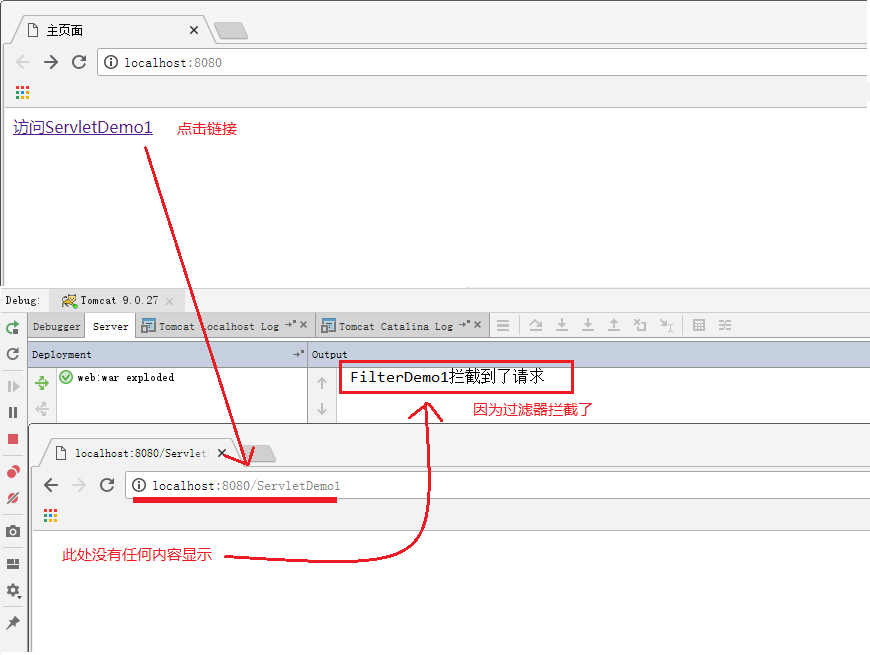 主页面
localhost:8080
访问ServletDemo1
点击链接
Debug:
Tomcat 9.0.27
Debugger
Server
Tomcat Localhost Log
Tomcat Catalina Log
Deployment
Output
web:war exploded
FilterDemo1拦截到了请求
因为过滤器拦截了
localhost:8080/Servlet
localhost:8080/ServletDemo1
此处没有任何内容显示